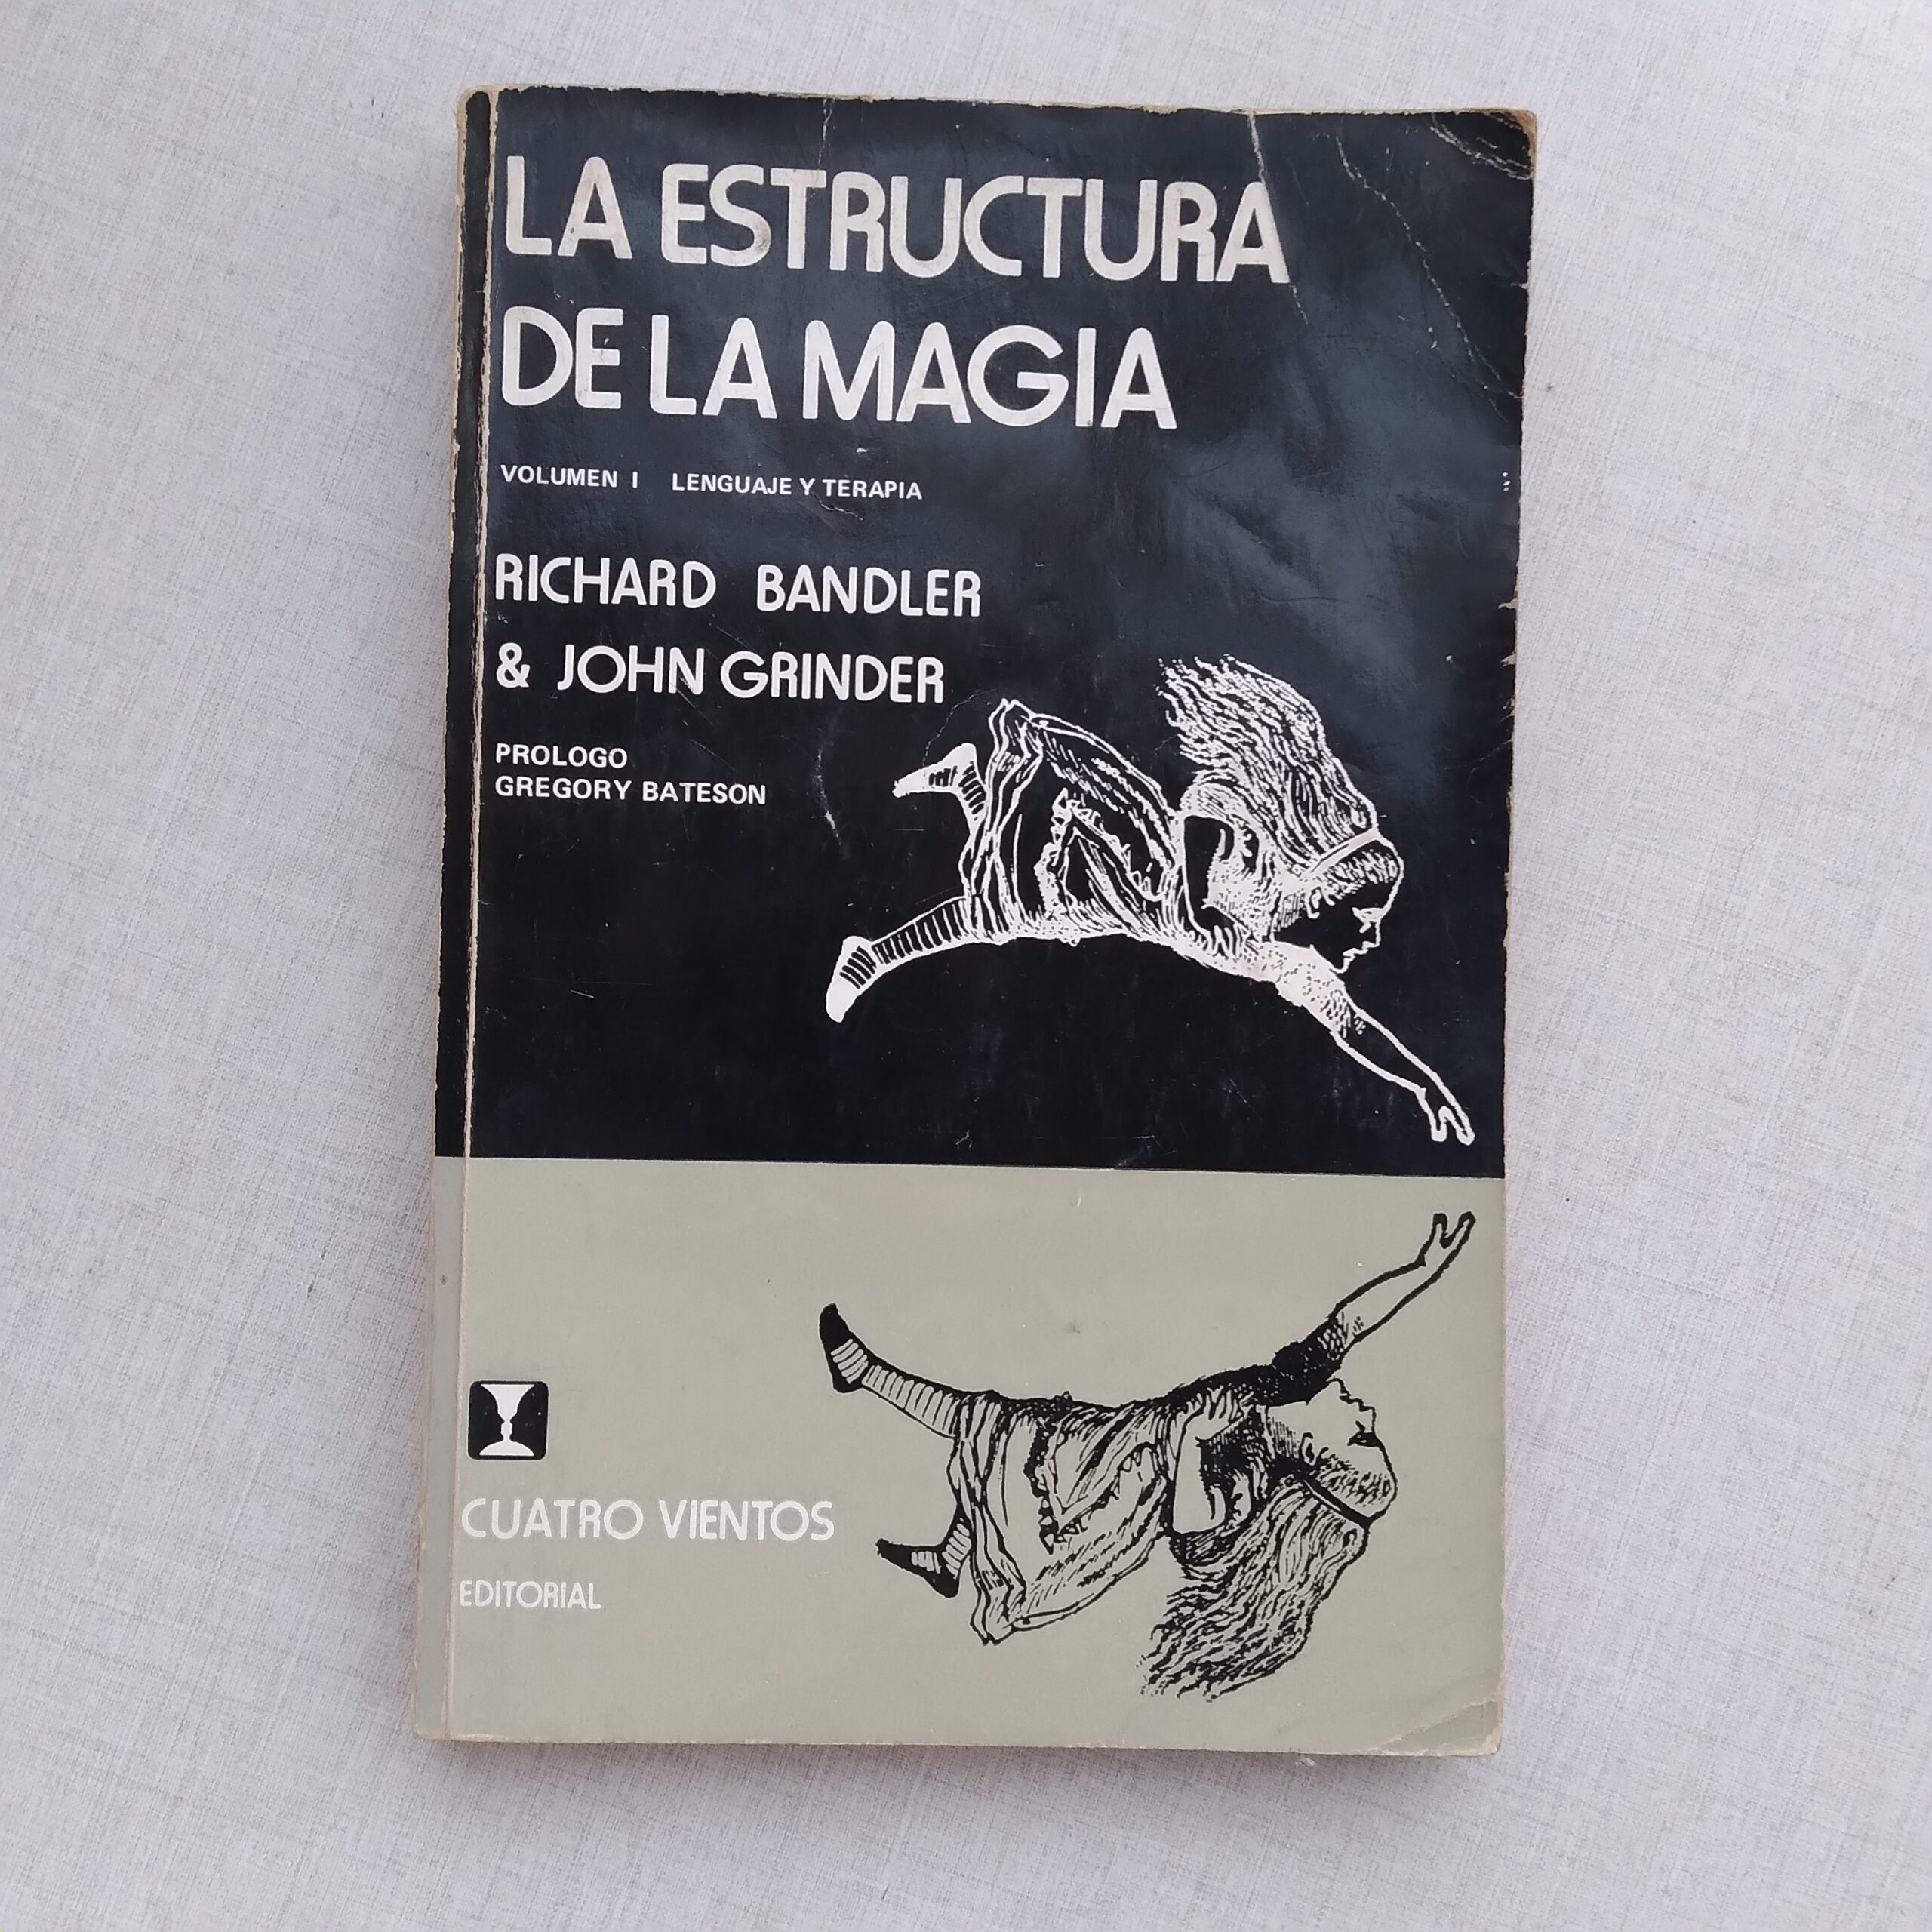 LA ESTRUCTURA
DE LA MAGIA
VOLUMEN I LENGUAJE Y TERAPIA
RICHARD BANDLER
& JOHN GRINDER
PROLOGO
GREGORY BATESON
CUATRO VIENTOS
EDITORIAL